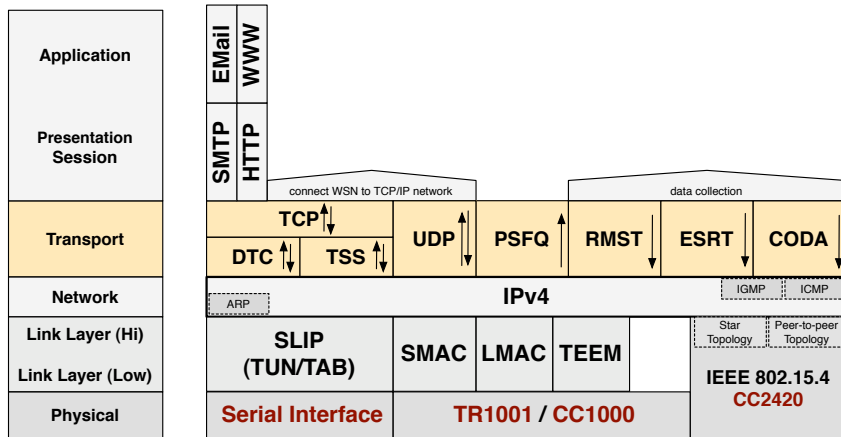 Application
EMail
WWW
Presentation
Session
SMTP
HTTP
connect WSN to TCP/IP network
data collection
Transport
TCP
DTC
TSS
UDP
PSFQ
RMST
ESRT
CODA
Network
ARP
IPv4
IGMP
ICMP
Link Layer (Hi)
Link Layer (Low)
SLIP
(TUN/TAB)
SMAC
LMAC
TEEM
Star
Topology
Peer-to-peer
Topology
IEEE 802.15.4
CC2420
Physical
Serial Interface
TR1001 / CC1000